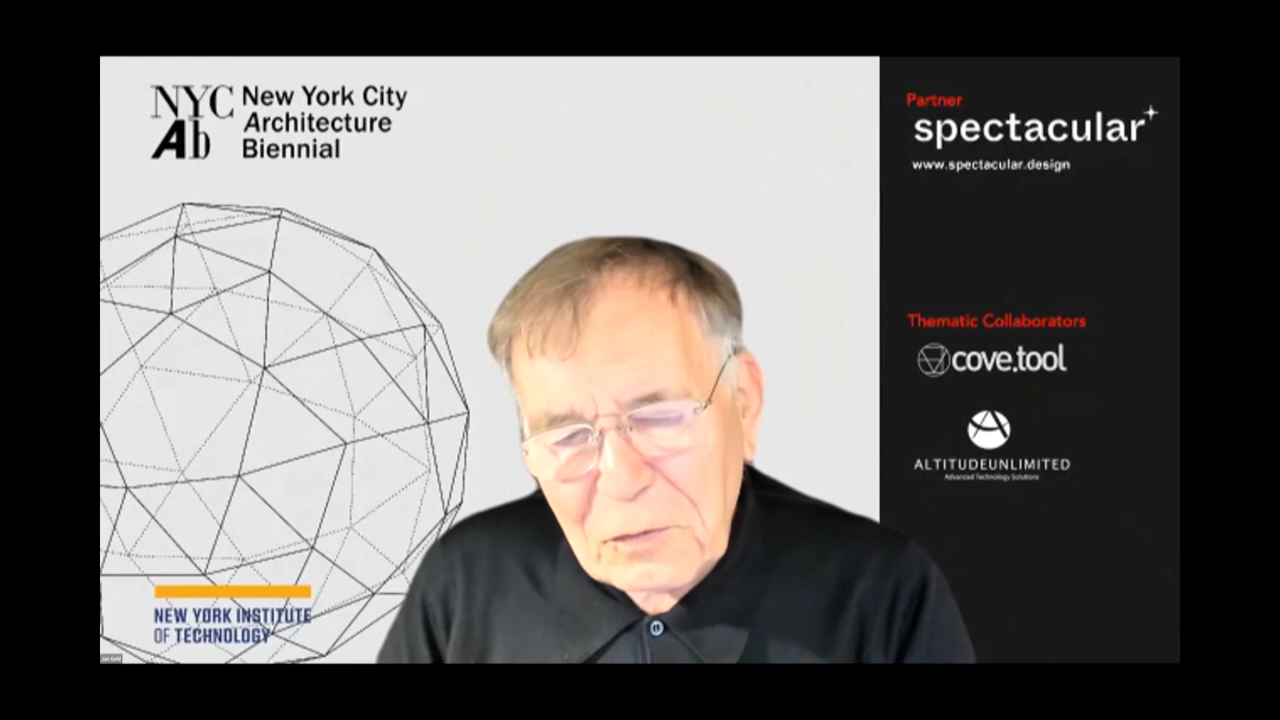 NYC
Ab
New York City
Architecture
Biennial
NEW YORK INSTITUTE
OF TECHNOLOGY
Partner
spectacular
www.spectacular.design
Thematic Collaborators
cove.tool
ALTITUDEUNLIMITED
Advanced Technology Solutions